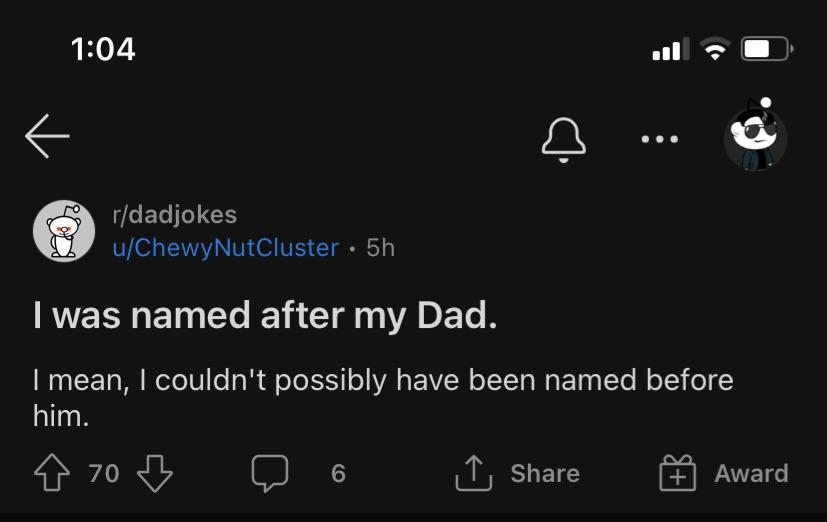 1:04
r/dadjokes
u/ChewyNutCluster • 5h
I was named after my Dad.
I mean, I couldn't possibly have been named before
him.
70 6 Share Award